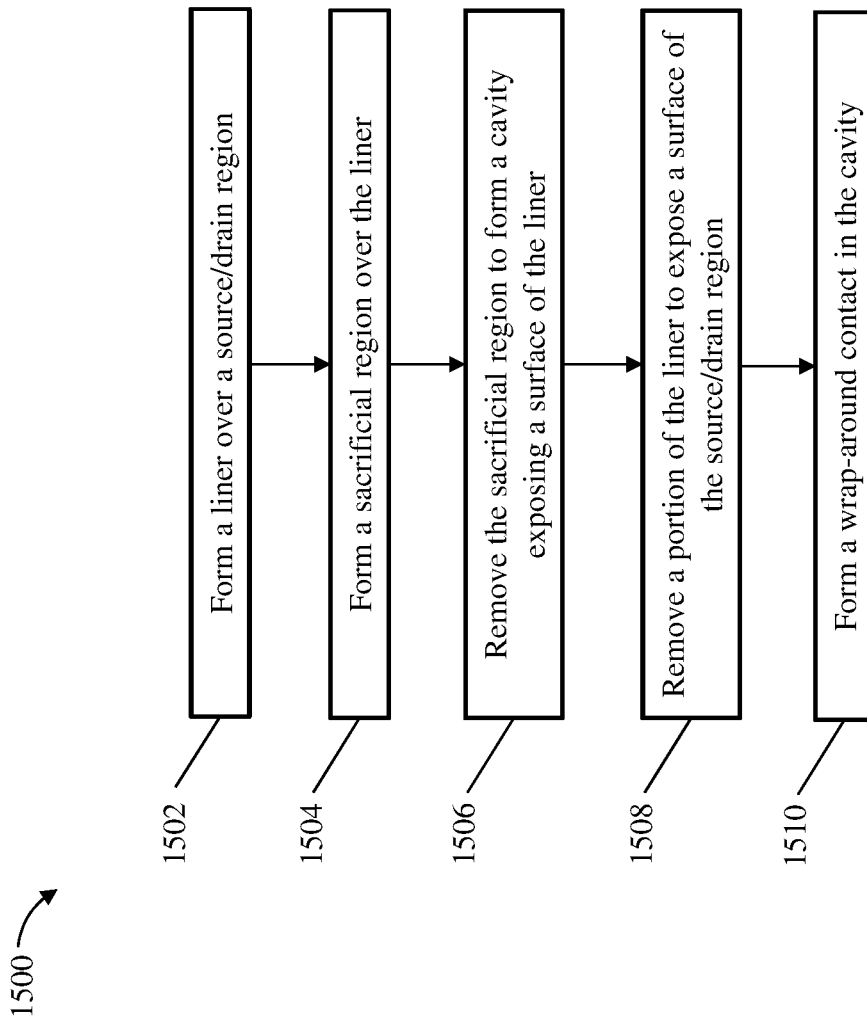 1500
1502
Form a liner over a source/drain region
1504
Form a sacrificial region over the liner
1506
Remove the sacrificial region to form a cavity
exposing a surface of the liner
1508
Remove a portion of the liner to expose a surface of
the source/drain region
1510
Form a wrap-around contact in the cavity